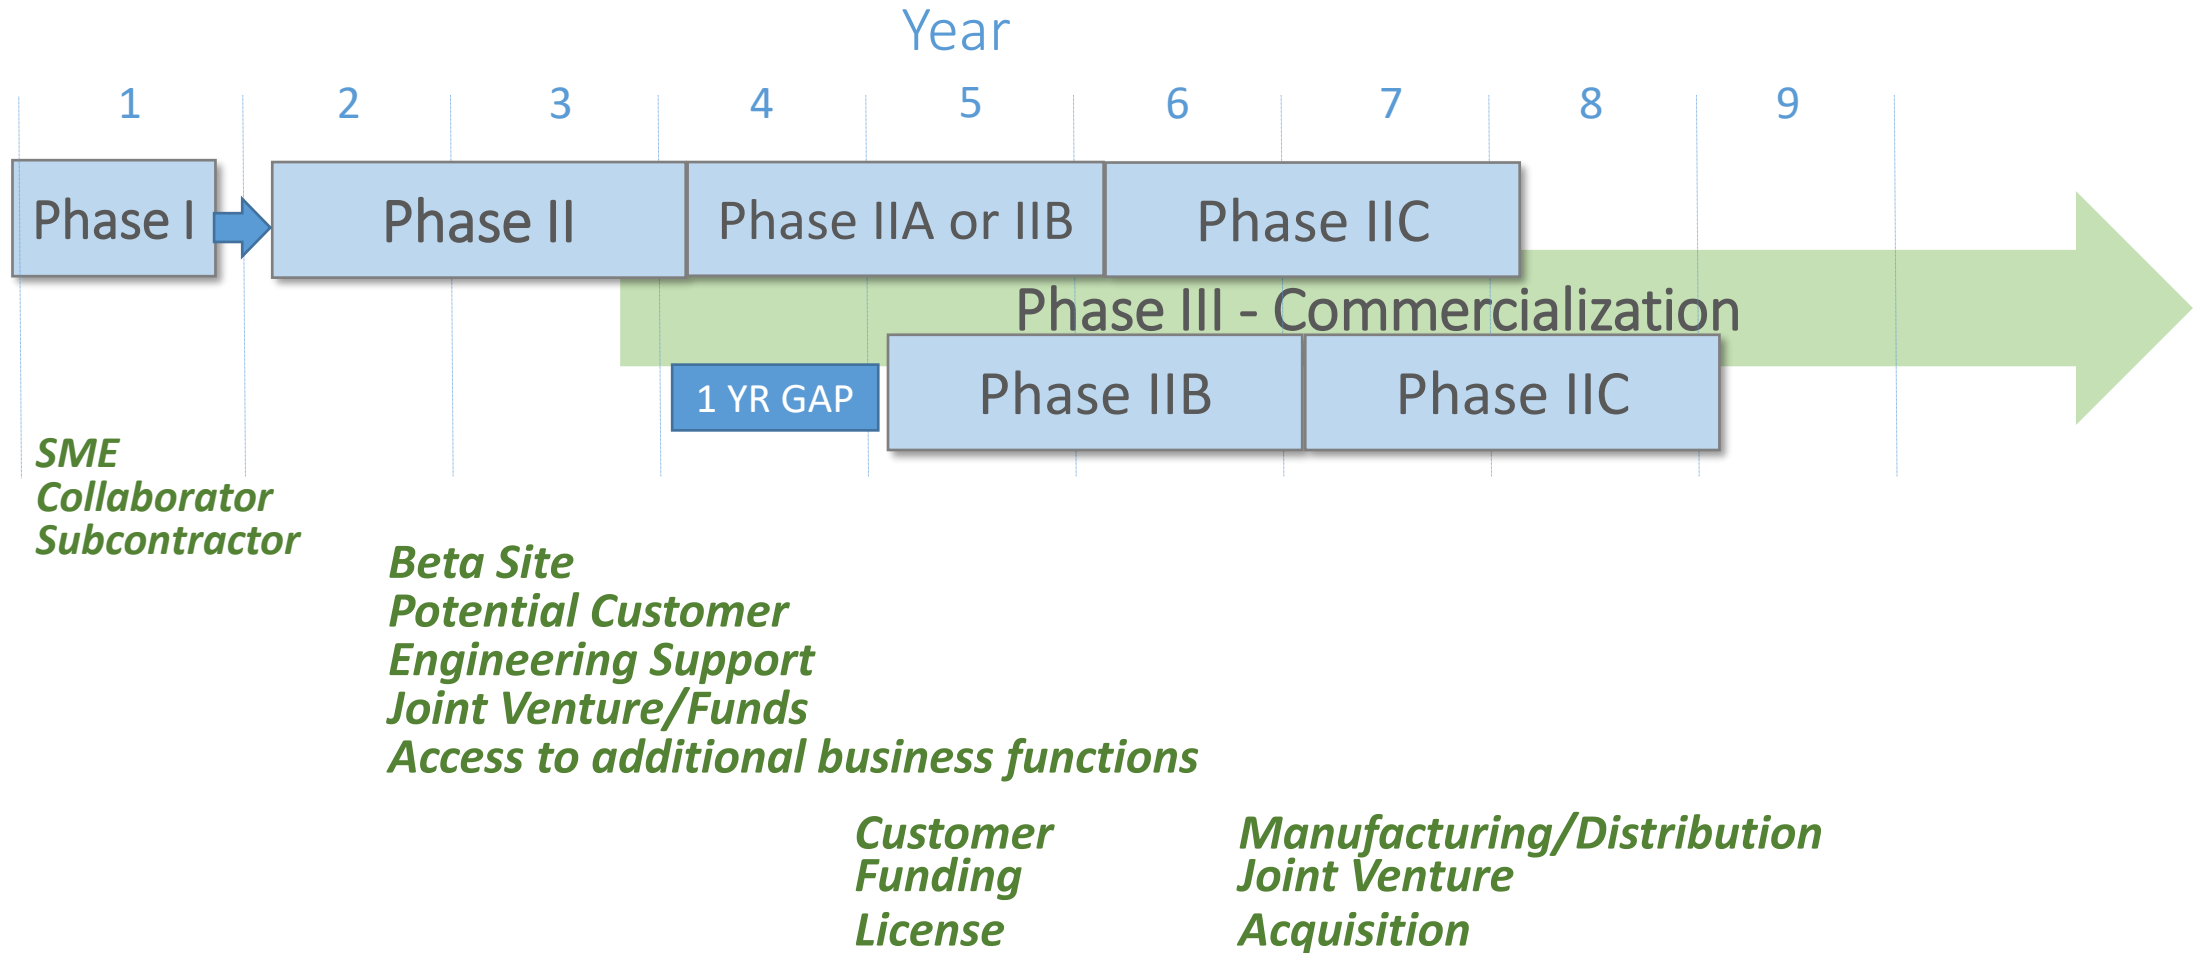 Year
1 2 3 4 5 6 7 8 9
Phase I
Phase II
Phase IIA or IIB
Phase IIC
Phase III - Commercialization
1 YR GAP
Phase IIB
Phase IIC
SME
Collaborator
Subcontractor
Beta Site
Potential Customer
Engineering Support
Joint Venture/Funds
Access to additional business functions
Customer
Funding
License
Manufacturing/Distribution
Joint Venture
Acquisition